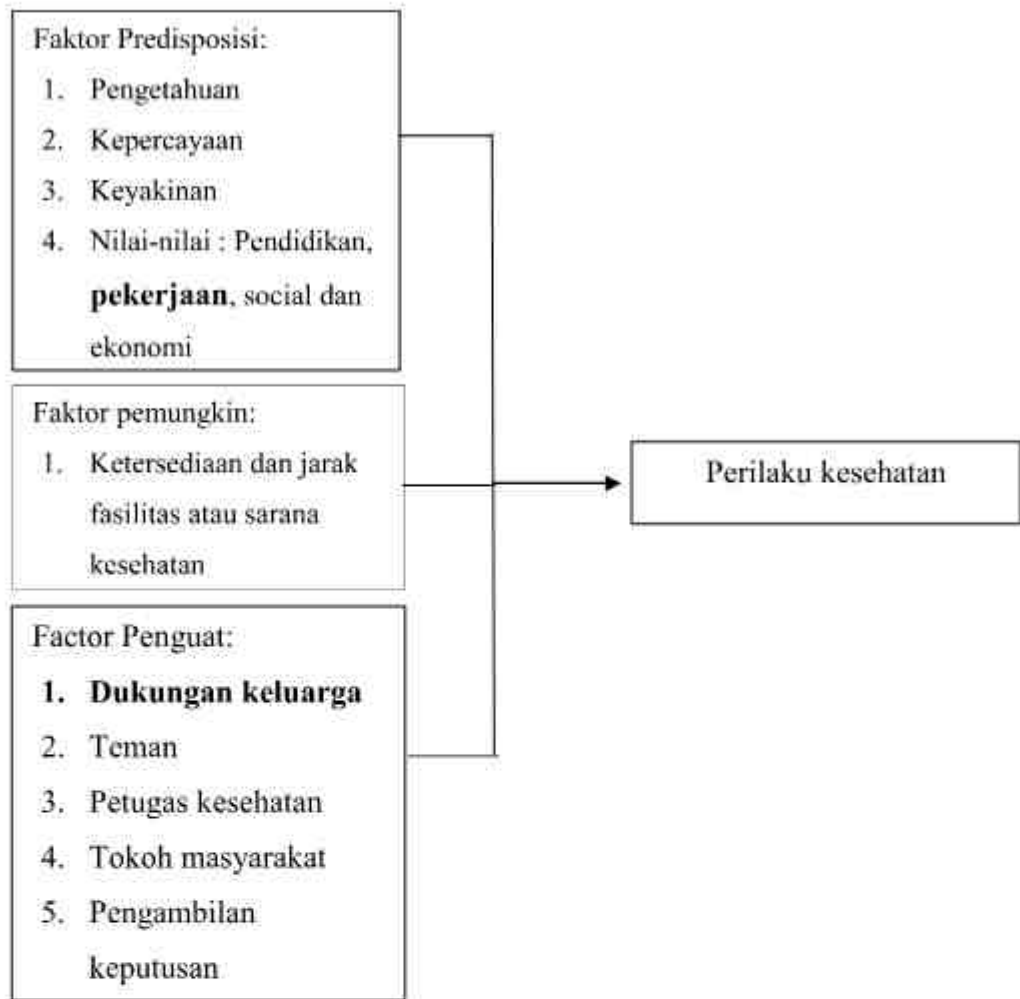 Faktor Predisposisi:
1. Pengetahuan
2. Kepercayaan
3. Keyakinan
4. Nilai-nilai : Pendidikan,
pekerjaan, social dan
ekonomi
Faktor pemungkin:
1. Ketersediaan dan jarak
fasilitas atau sarana
kesehatan
Perilaku kesehatan
Factor Penguat:
1. Dukungan keluarga
2. Teman
3. Petugas kesehatan
4. Tokoh masyarakat
5. Pengambilan
keputusan